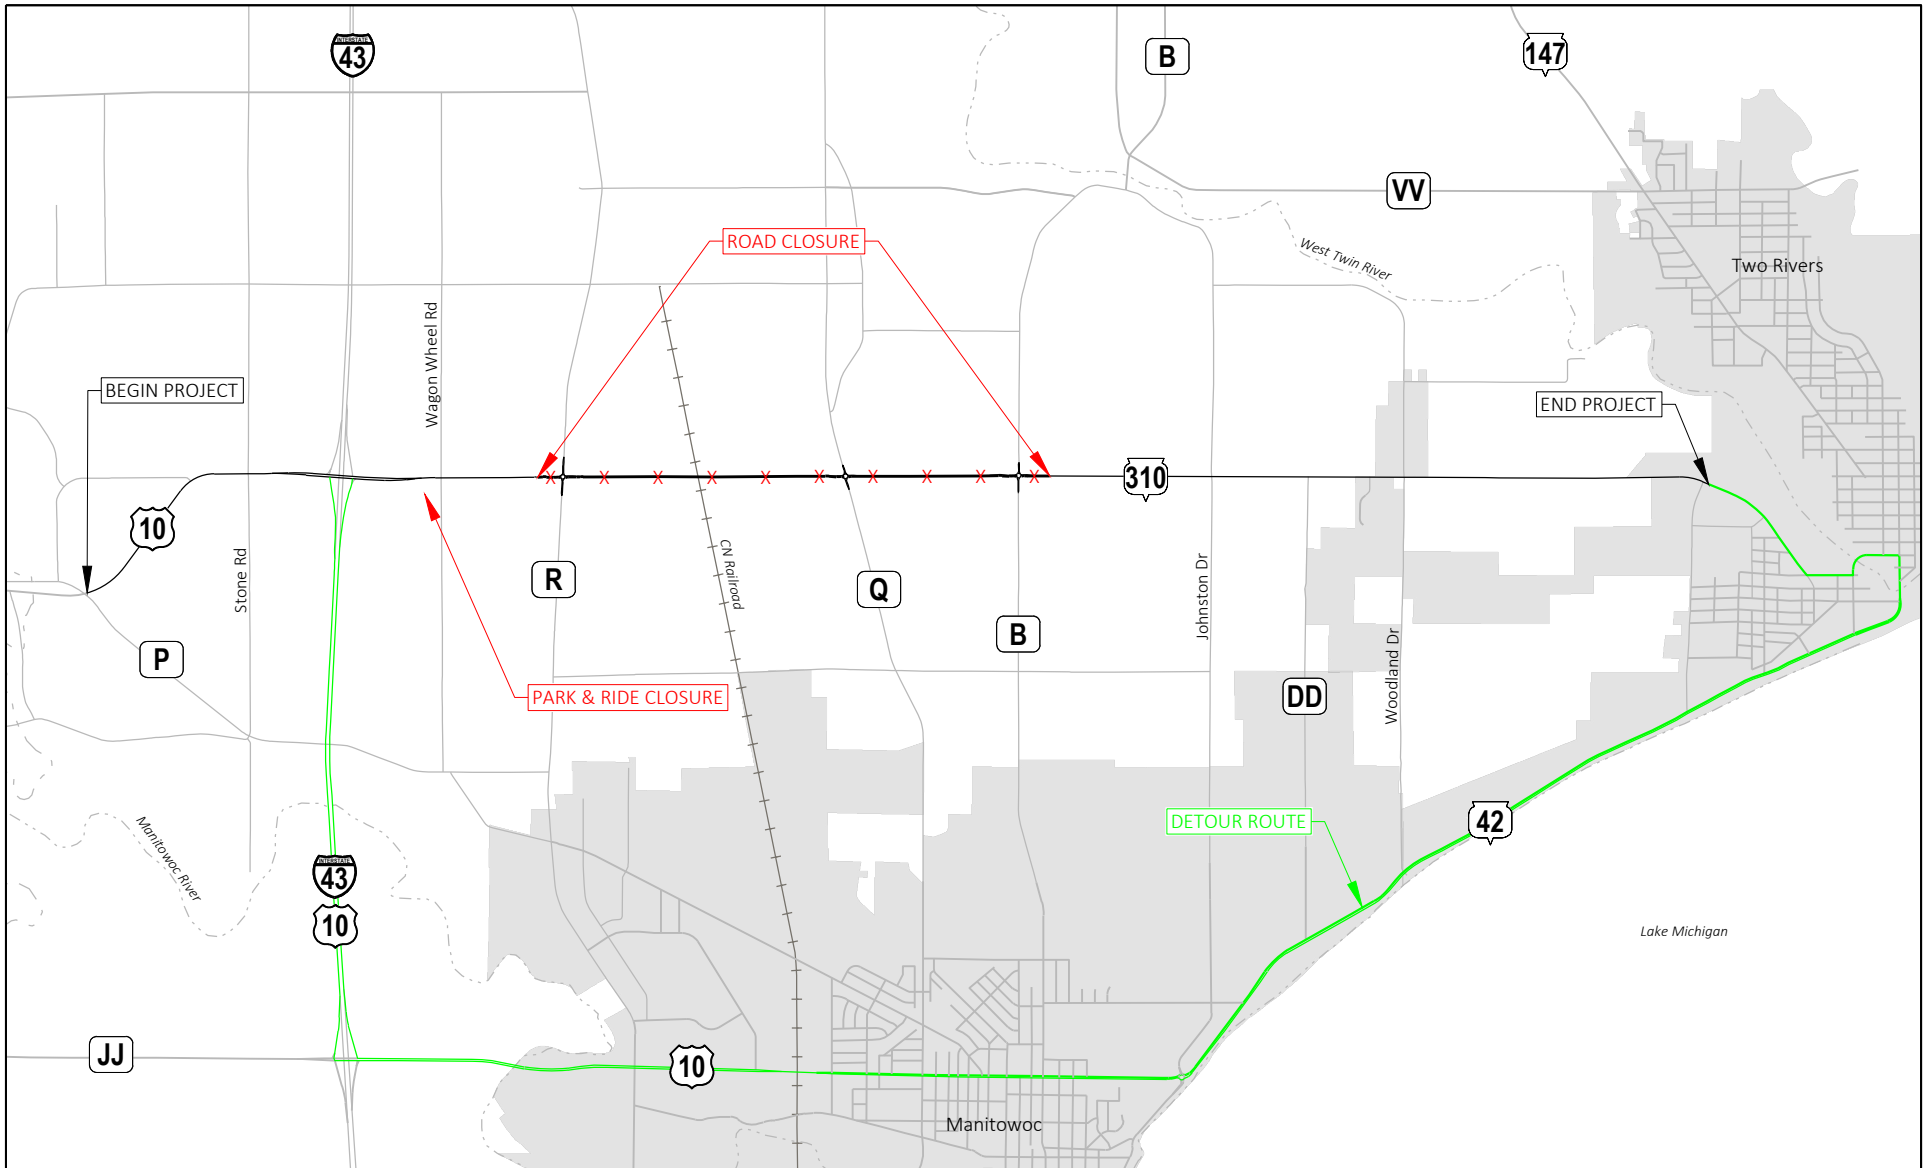 INTERSTATE
43
B
147
VV
ROAD CLOSURE
West Twin River
Two Rivers
Wagon Wheel Rd
BEGIN PROJECT
END PROJECT
310
10
CN Railroad
Stone Rd
R
Q
Johnston Dr
B
P
Woodland Dr
PARK & RIDE CLOSURE
DD
DETOUR ROUTE
42
Manitowoc River
INTERSTATE
43
10
Lake Michigan
JJ
10
Manitowoc